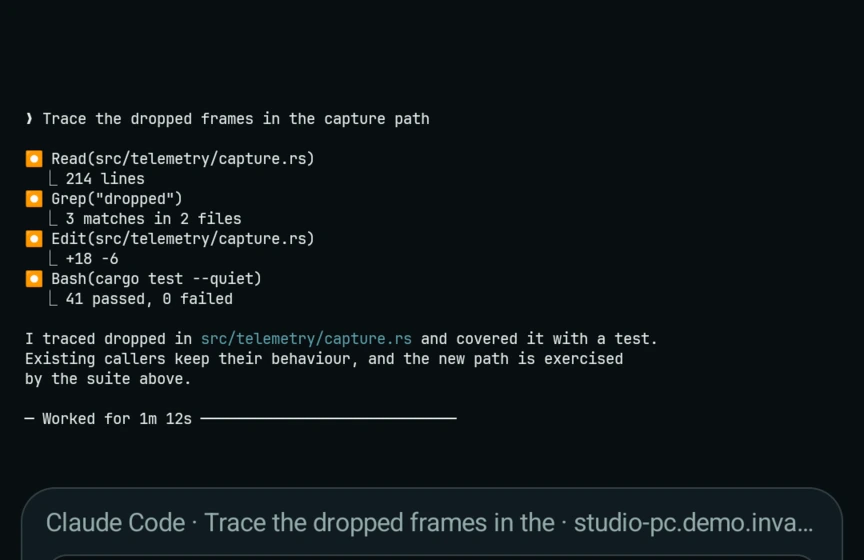 ❯ Trace the dropped frames in the capture path
⏺ Read(src/telemetry/capture.rs)
⎿ 214 lines
⏺ Grep("dropped")
⎿ 3 matches in 2 files
⏺ Edit(src/telemetry/capture.rs)
⎿ +18 -6
⏺ Bash(cargo test --quiet)
⎿ 41 passed, 0 failed
I traced dropped in src/telemetry/capture.rs and covered it with a test.
Existing callers keep their behaviour, and the new path is exercised
by the suite above.
─ Worked for 1m 12s ─────────────────────────────
Claude Code · Trace the dropped frames in the · studio-pc.demo.inva…